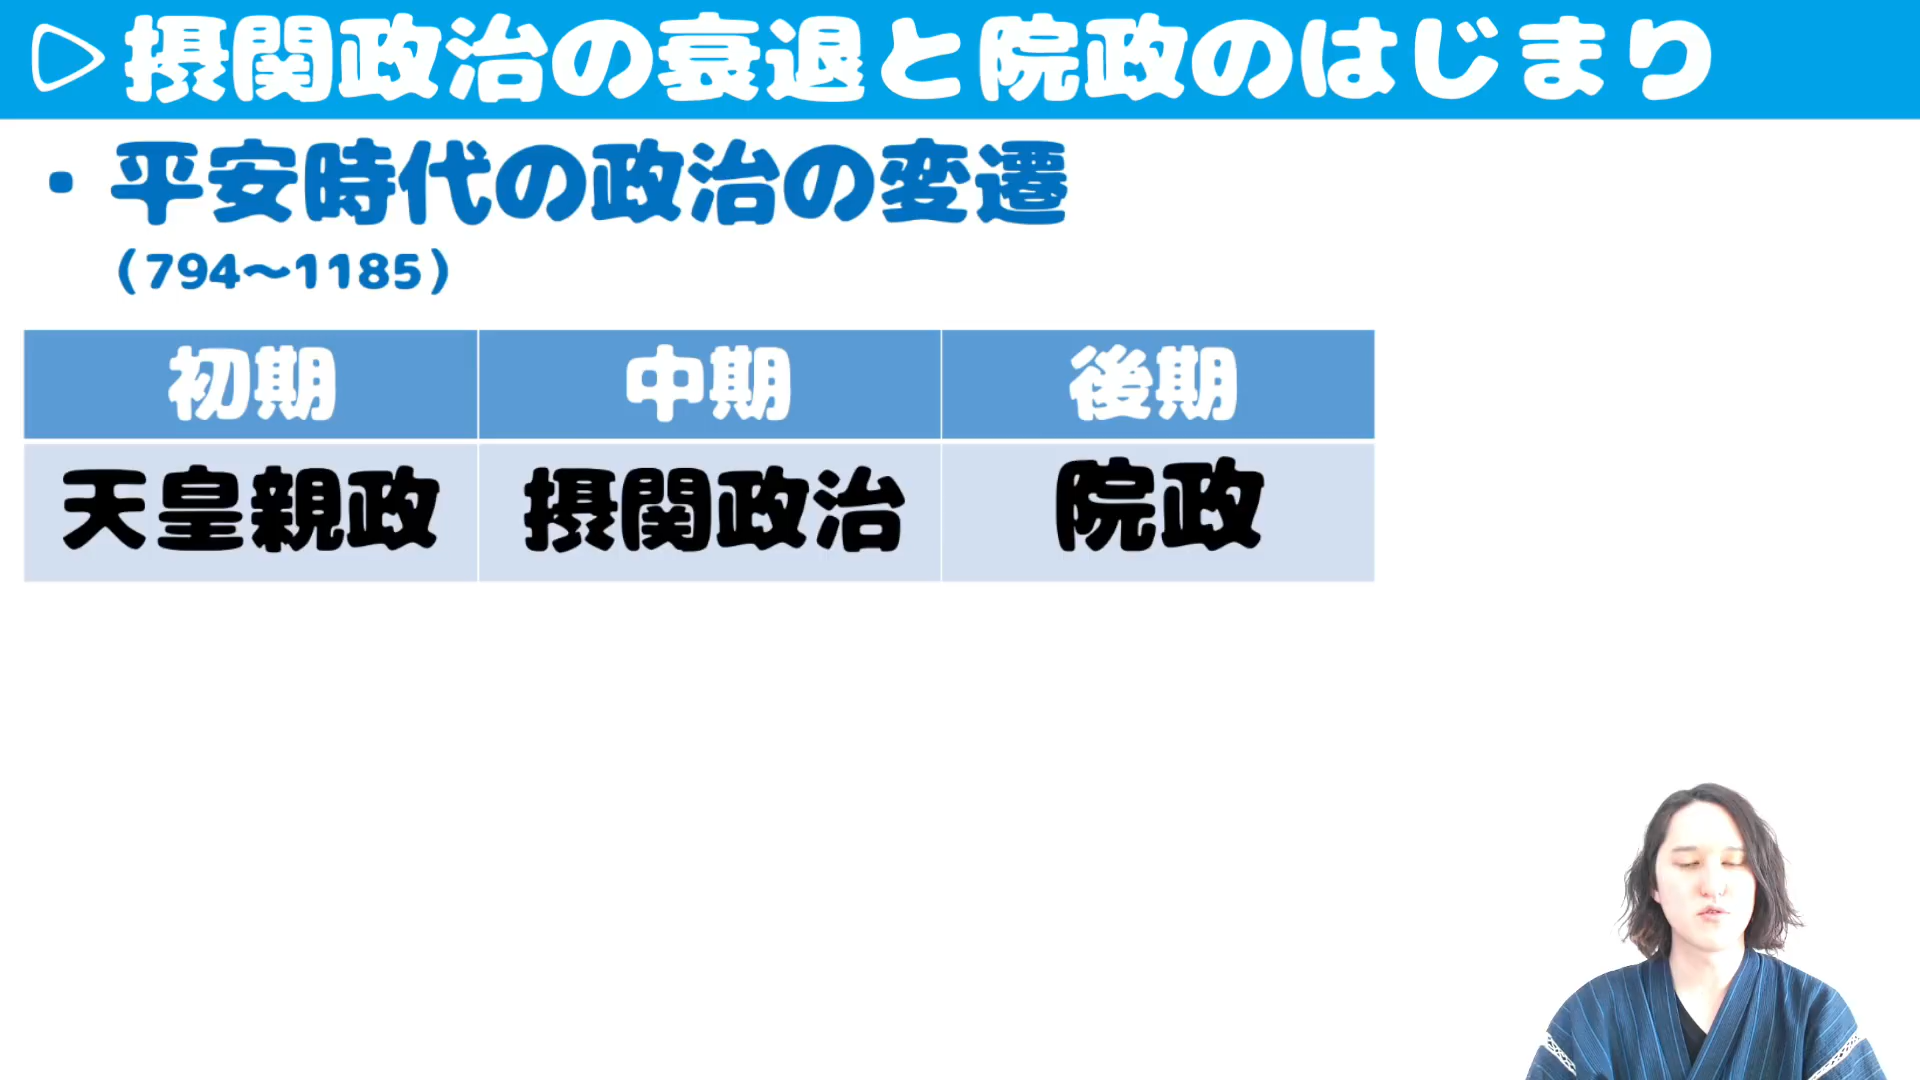 摂関政治の衰退と院政のはじまり
・平安時代の政治の変遷
（794～1185）
初期 中期 後期
天皇親政 摂関政治 院政